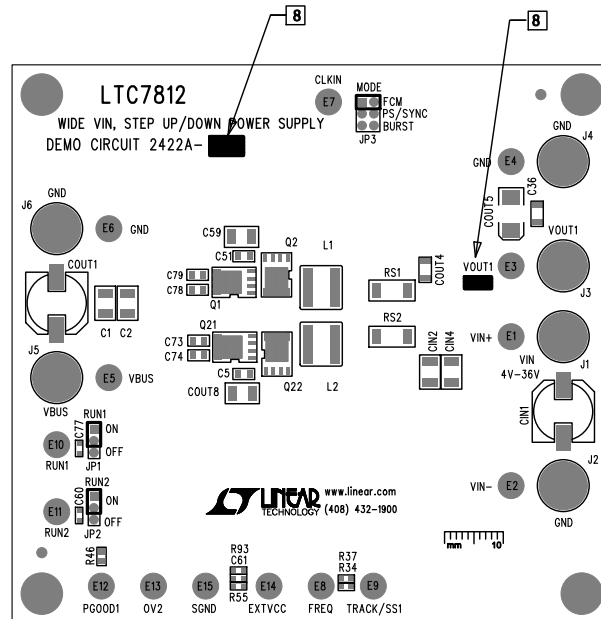 8
8
LTC7812
WIDE VIN, STEP UP/DOWN POWER SUPPLY
DEMO CIRCUIT 2422A-
CLKIN
E7
MODE
FCM
PS/SYNC
BURST
JP3
GND
J4
GND
E4
COUT5
C36
J6
GND
E6
GND
COUT1
C1
C2
J5
E5
VBUS
VBUS
C59
C51
Q2
L1
C79
C78
Q1
RS1
COUT4
VOUT1
E3
VOUT1
J3
Q21
C73
C74
C5
COUT8
Q22
L2
RS2
CIN2
CIN4
VIN+
E1
VIN
4V-36V
J1
CIN1
J2
VIN-
E2
GND
C77
RUN1
ON
OFF
E10
RUN1
JP1
C60
RUN2
ON
OFF
E11
RUN2
JP2
R46
LINEAR
TECHNOLOGY
www.linear.com
(408) 432-1900
mm
10
R93
C61
R55
R37
R34
E12
E13
E15
E14
E8
E9
PGOOD1
OV2
SGND
EXTVCC
FREQ
TRACK/SS1